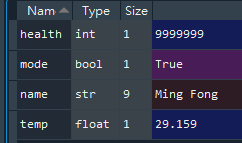 Nam Type Size
health int 1 9999999
mode bool 1 True
name str 9 Ming Fong
temp float 1 29.159